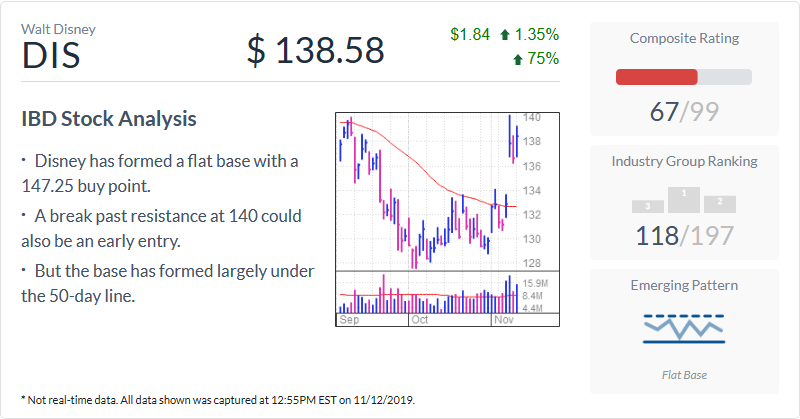 Walt Disney
DIS
$ 138.58
$1.84 1.35%
75%
IBD Stock Analysis
· Disney has formed a flat base with a
147.25 buy point.
· A break past resistance at 140 could
also be an early entry.
· But the base has formed largely under
the 50-day line.
140
138
136
134
132
130
128
15.9M
8.4M
4.4M
Sep Oct Nov
* Not real-time data. All data shown was captured at 12:55PM EST on 11/12/2019.
Composite Rating
67/99
Industry Group Ranking
3 1 2
118/197
Emerging Pattern
Flat Base